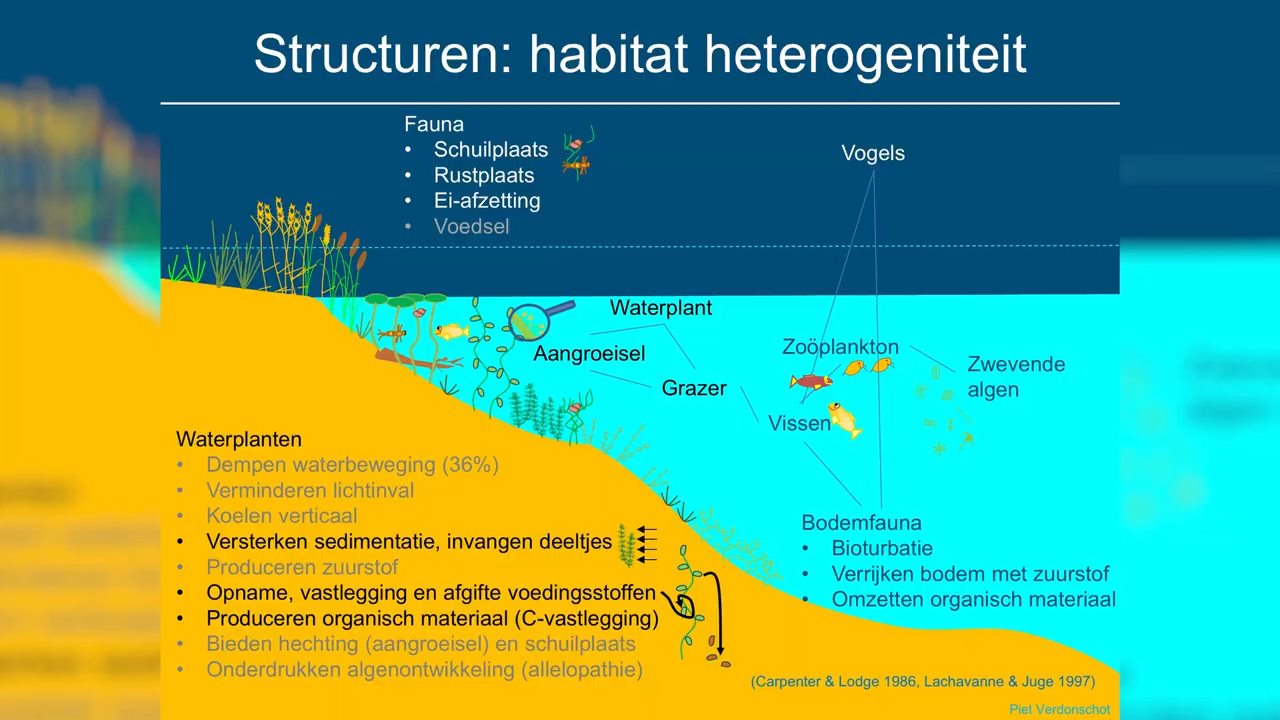 Structuren: habitat heterogeniteit
Fauna
• Schuilplaats
• Rustplaats
• Ei-afzetting
• Voedsel
Vogels
Waterplant
Aangroeisel
Grazer
Zoöplankton
Zwevende
algen
Vissen
Waterplanten
• Dempen waterbeweging (36%)
• Verminderen lichtinval
• Koelen verticaal
• Versterken sedimentatie, invangen deeltjes
• Produceren zuurstof
• Opname, vastlegging en afgifte voedingsstoffen
• Produceren organisch materiaal (C-vastlegging)
• Bieden hechting (aangroeisel) en schuilplaats
• Onderdrukken algenontwikkeling (allelopathie)
Bodemfauna
• Bioturbatie
• Verrijken bodem met zuurstof
• Omzetten organisch materiaal
(Carpenter & Lodge 1986, Lachavanne & Juge 1997)
Piet Verdonschot